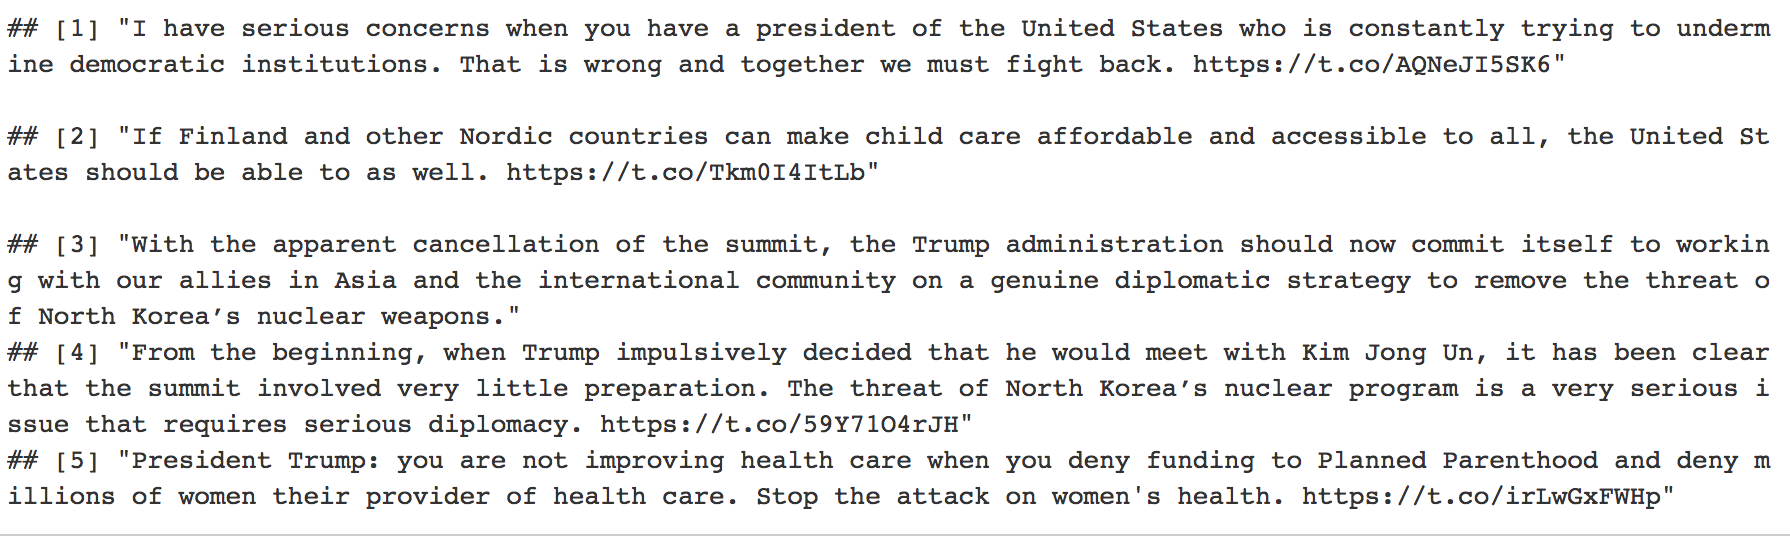 ## [1] "I have serious concerns when you have a president of the United States who is constantly trying to underm
ine democratic institutions. That is wrong and together we must fight back. https://t.co/AQNeJI5SK6"
## [2] "If Finland and other Nordic countries can make child care affordable and accessible to all, the United St
ates should be able to as well. https://t.co/Tkm0I4ItLb"
## [3] "With the apparent cancellation of the summit, the Trump administration should now commit itself to workin
g with our allies in Asia and the international community on a genuine diplomatic strategy to remove the threat o
f North Korea’s nuclear weapons."
## [4] "From the beginning, when Trump impulsively decided that he would meet with Kim Jong Un, it has been clear
that the summit involved very little preparation. The threat of North Korea’s nuclear program is a very serious i
ssue that requires serious diplomacy. https://t.co/59Y71O4rJH"
## [5] "President Trump: you are not improving health care when you deny funding to Planned Parenthood and deny m
illions of women their provider of health care. Stop the attack on women's health. https://t.co/irLwGxFWHp"